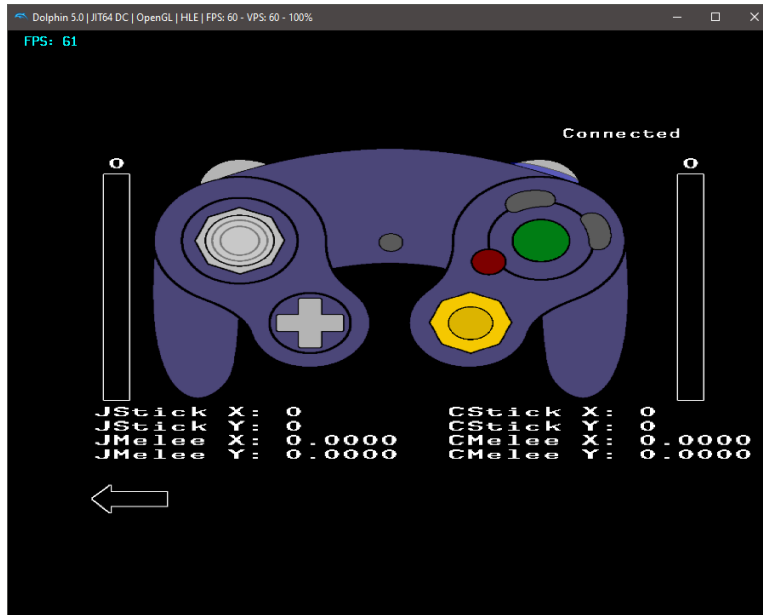 Dolphin 5.0 | JIT64 DC | OpenGL | HLE | FPS: 60 - VPS: 60 - 100%
FPS: 61
Connected
0 0
JStick X: 0 CStick X: 0
JStick Y: 0 CStick Y: 0
JMelee X: 0.0000 CMelee X: 0.0000
JMelee Y: 0.0000 CMelee Y: 0.0000